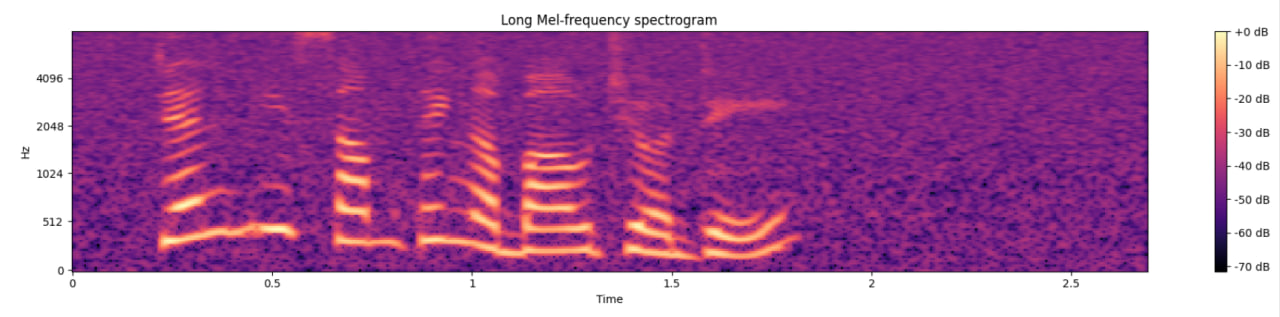 Long Mel-frequency spectrogram
+0 dB
4096
-10 dB
-20 dB
2048
-30 dB
Hz
1024
-40 dB
-50 dB
512
-60 dB
0
-70 dB
0 0.5 1 1.5 2 2.5
Time